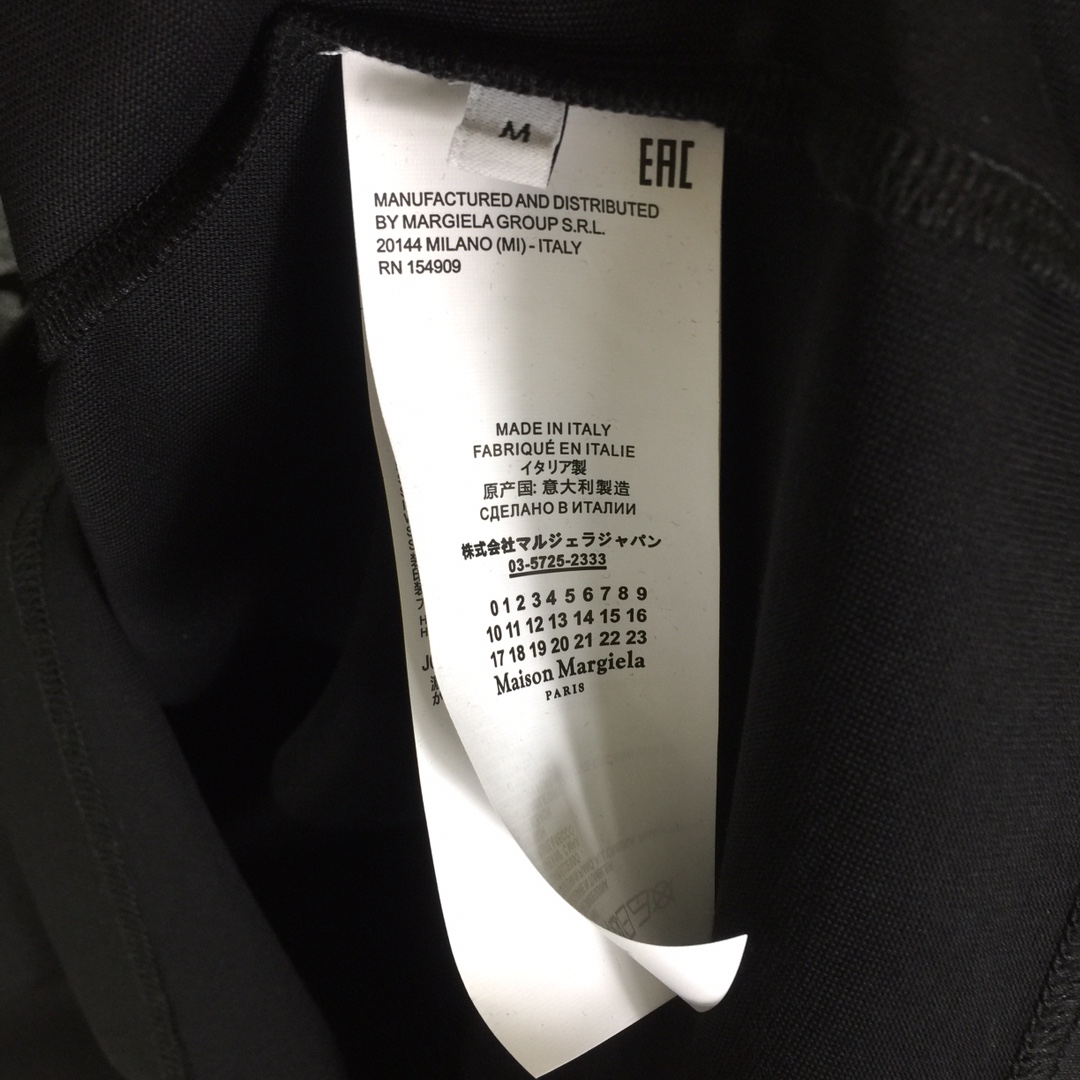 M
EAC
MANUFACTURED AND DISTRIBUTED
BY MARGIELA GROUP S.R.L.
20144 MILANO (MI) - ITALY
RN 154909
MADE IN ITALY
FABRIQUÉ EN ITALIE
イタリア製
原产国: 意大利製造
СДЕЛАНО В ИТАЛИИ
株式会社マルジェラジャパン
03-5725-2333
0 1 2 3 4 5 6 7 8 9
10 11 12 13 14 15 16
17 18 19 20 21 22 23
Maison Margiela
PARIS